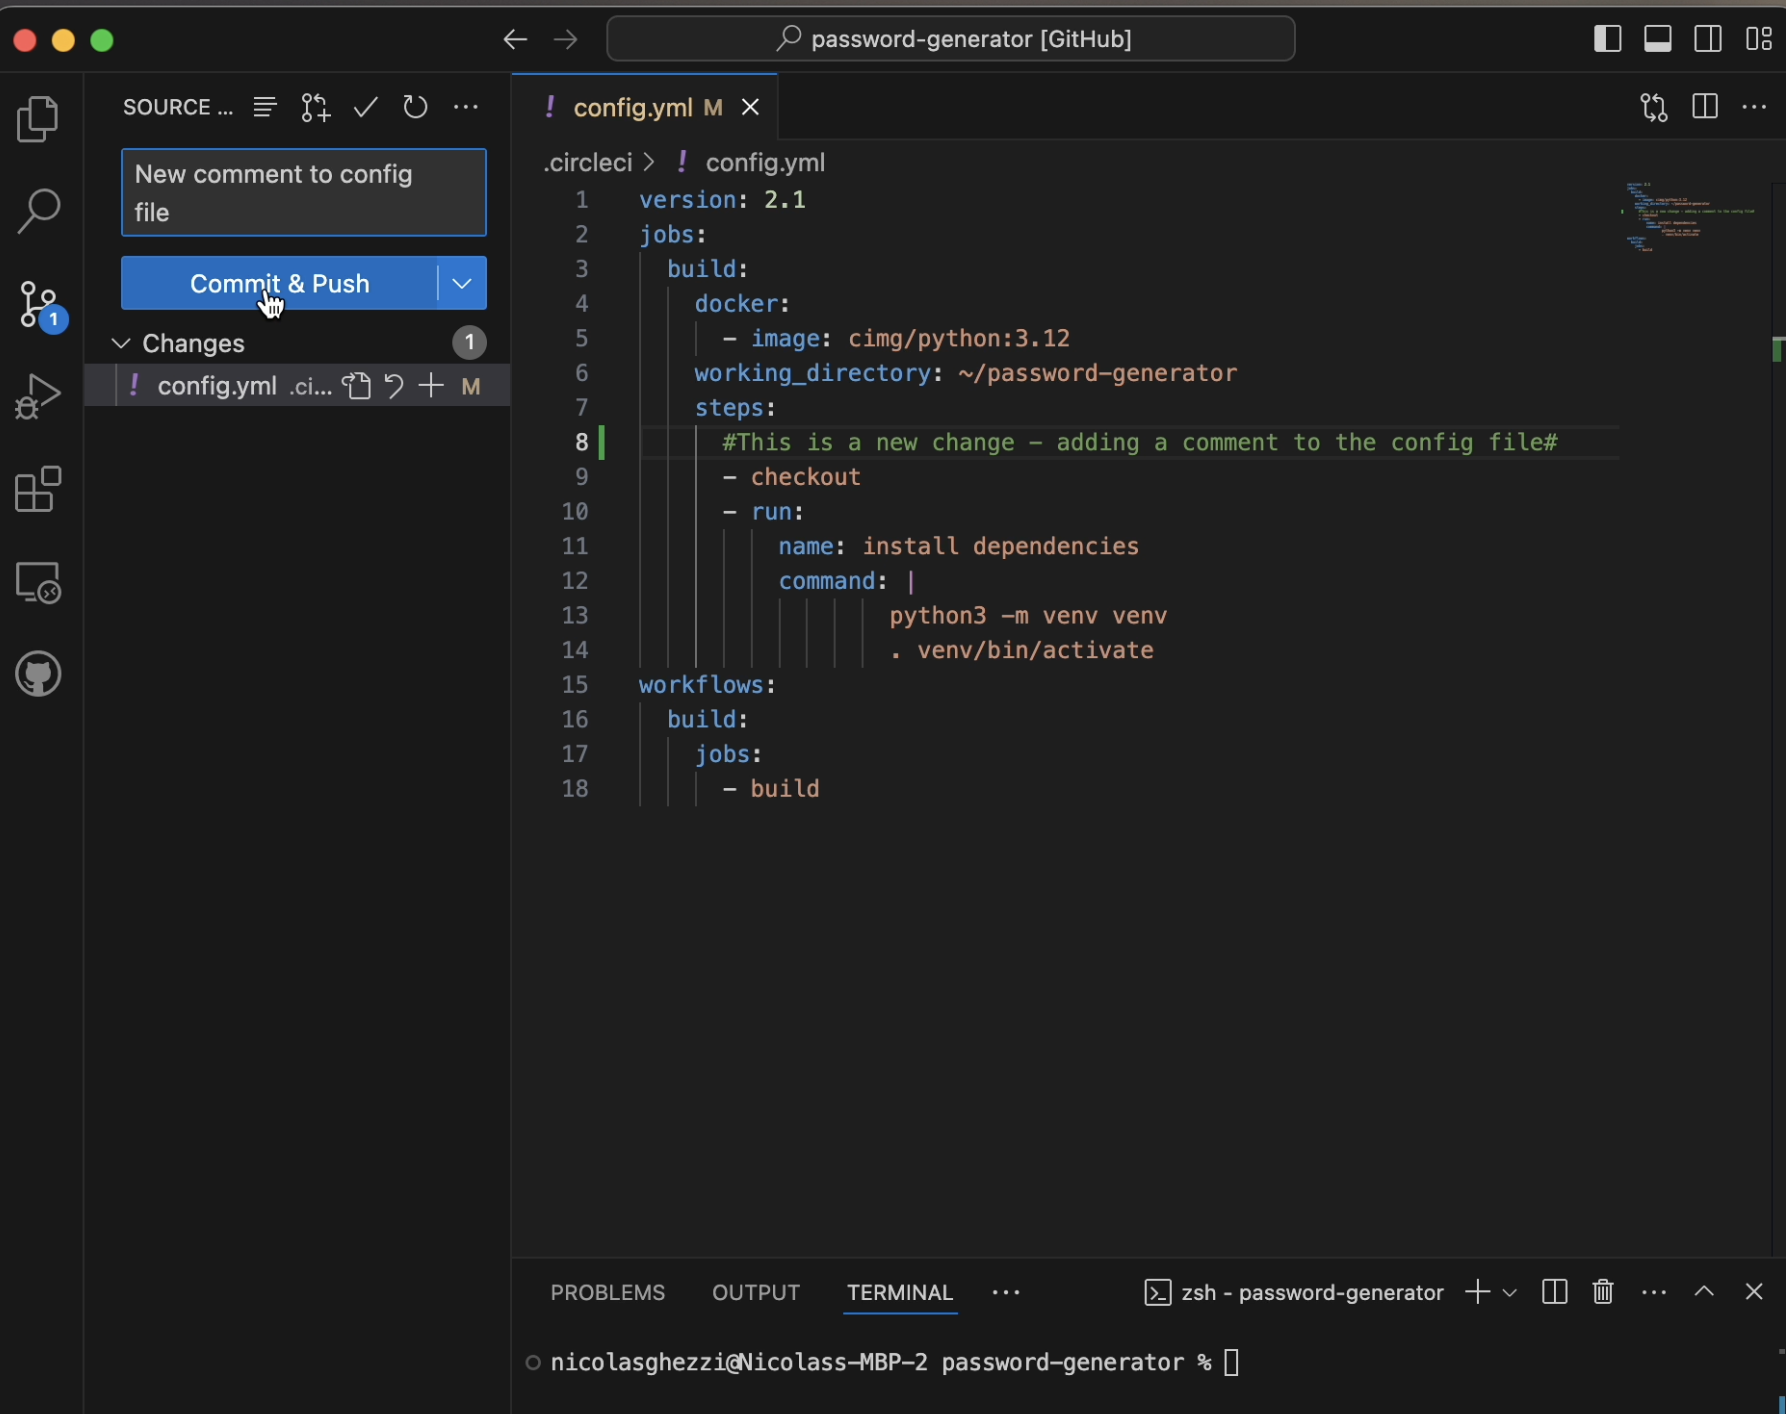 password-generator [GitHub]
SOURCE ...
New comment to config
file
Commit & Push
1
Changes
1
! config.yml .ci... M
! config.yml M
.circleci > ! config.yml
1 version: 2.1
2 jobs:
3 build:
4 docker:
5 - image: cimg/python:3.12
6 working_directory: ~/password-generator
7 steps:
8 #This is a new change - adding a comment to the config file#
9 - checkout
10 - run:
11 name: install dependencies
12 command: |
13 python3 -m venv venv
14 . venv/bin/activate
15 workflows:
16 build:
17 jobs:
18 - build
PROBLEMS OUTPUT TERMINAL ... zsh - password-generator
nicolasghezzi@Nicolass-MBP-2 password-generator %